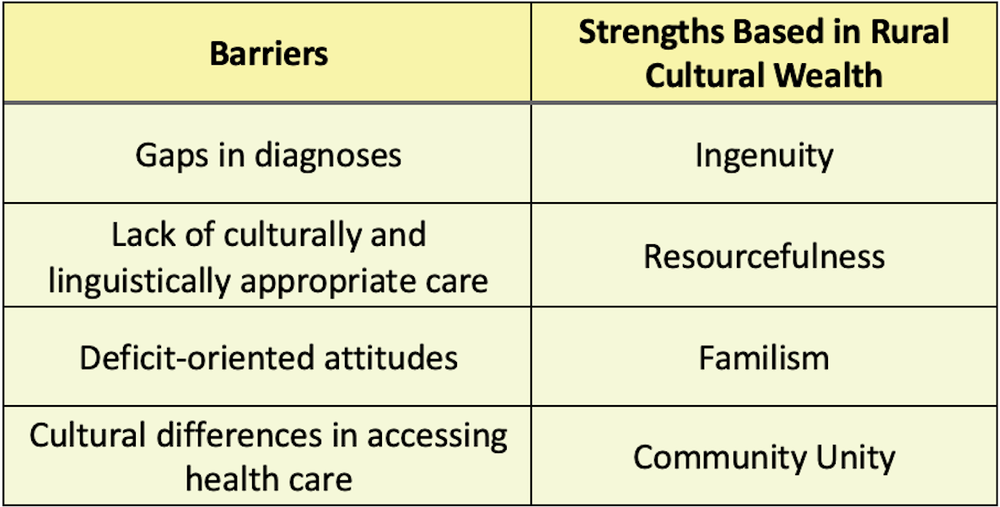 Barriers
Strengths Based in Rural
Cultural Wealth
Gaps in diagnoses
Ingenuity
Lack of culturally and
linguistically appropriate care
Resourcefulness
Deficit-oriented attitudes
Familism
Cultural differences in accessing
health care
Community Unity